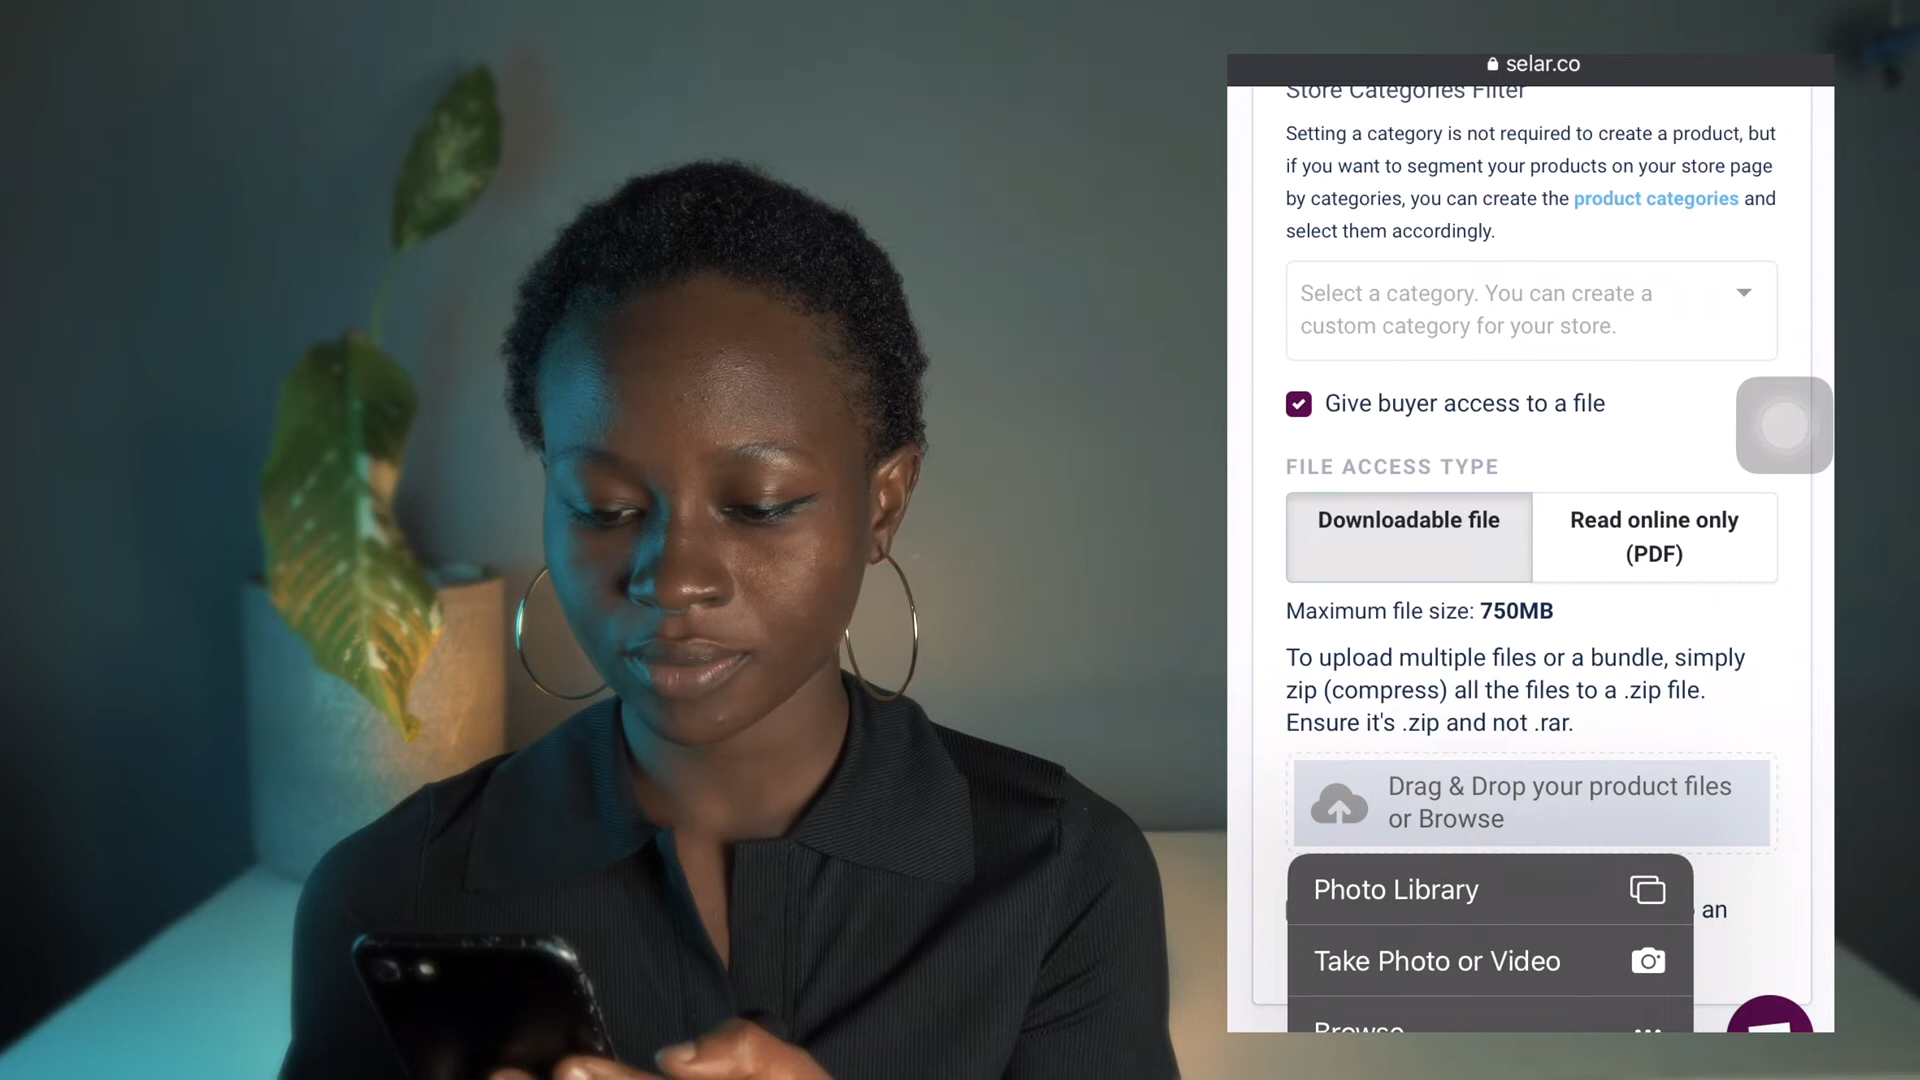 selar.co
Store Categories Filter
Setting a category is not required to create a product, but
if you want to segment your products on your store page
by categories, you can create the product categories and
select them accordingly.
Select a category. You can create a
custom category for your store.
Give buyer access to a file
FILE ACCESS TYPE
Downloadable file
Read online only
(PDF)
Maximum file size: 750MB
To upload multiple files or a bundle, simply
zip (compress) all the files to a .zip file.
Ensure it's .zip and not .rar.
Drag & Drop your product files
or Browse
Photo Library
an
Take Photo or Video
Browse